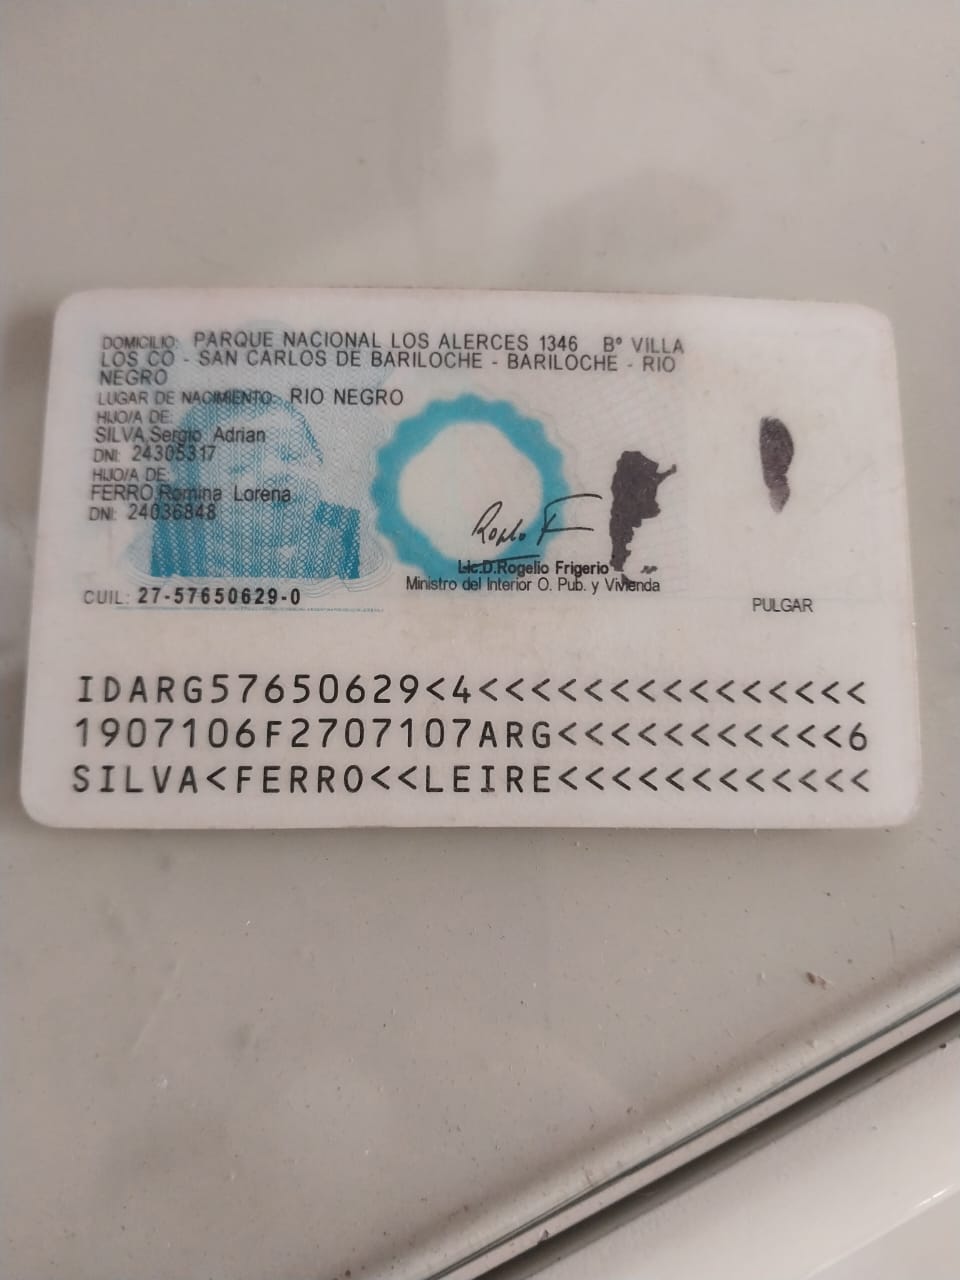 DOMICILIO: PARQUE NACIONAL LOS ALERCES 1346 Bº VILLA
LOS CO - SAN CARLOS DE BARILOCHE - BARILOCHE - RIO
NEGRO
LUGAR DE NACIMIENTO: RIO NEGRO
HIJO/A DE:
SILVA,Sergio Adrian
DNI: 24305317
HIJO/A DE:
FERRO,Romina Lorena
DNI: 24036848
Lic.D.Rogelio Frigerio
Ministro del Interior O. Pub. y Vivienda
CUIL: 27-57650629-0
PULGAR
IDARG57650629<4<<<<<<<<<<<<<<<
1907106F2707107ARG<<<<<<<<<<<6
SILVA<FERRO<<LEIRE<<<<<<<<<<<<